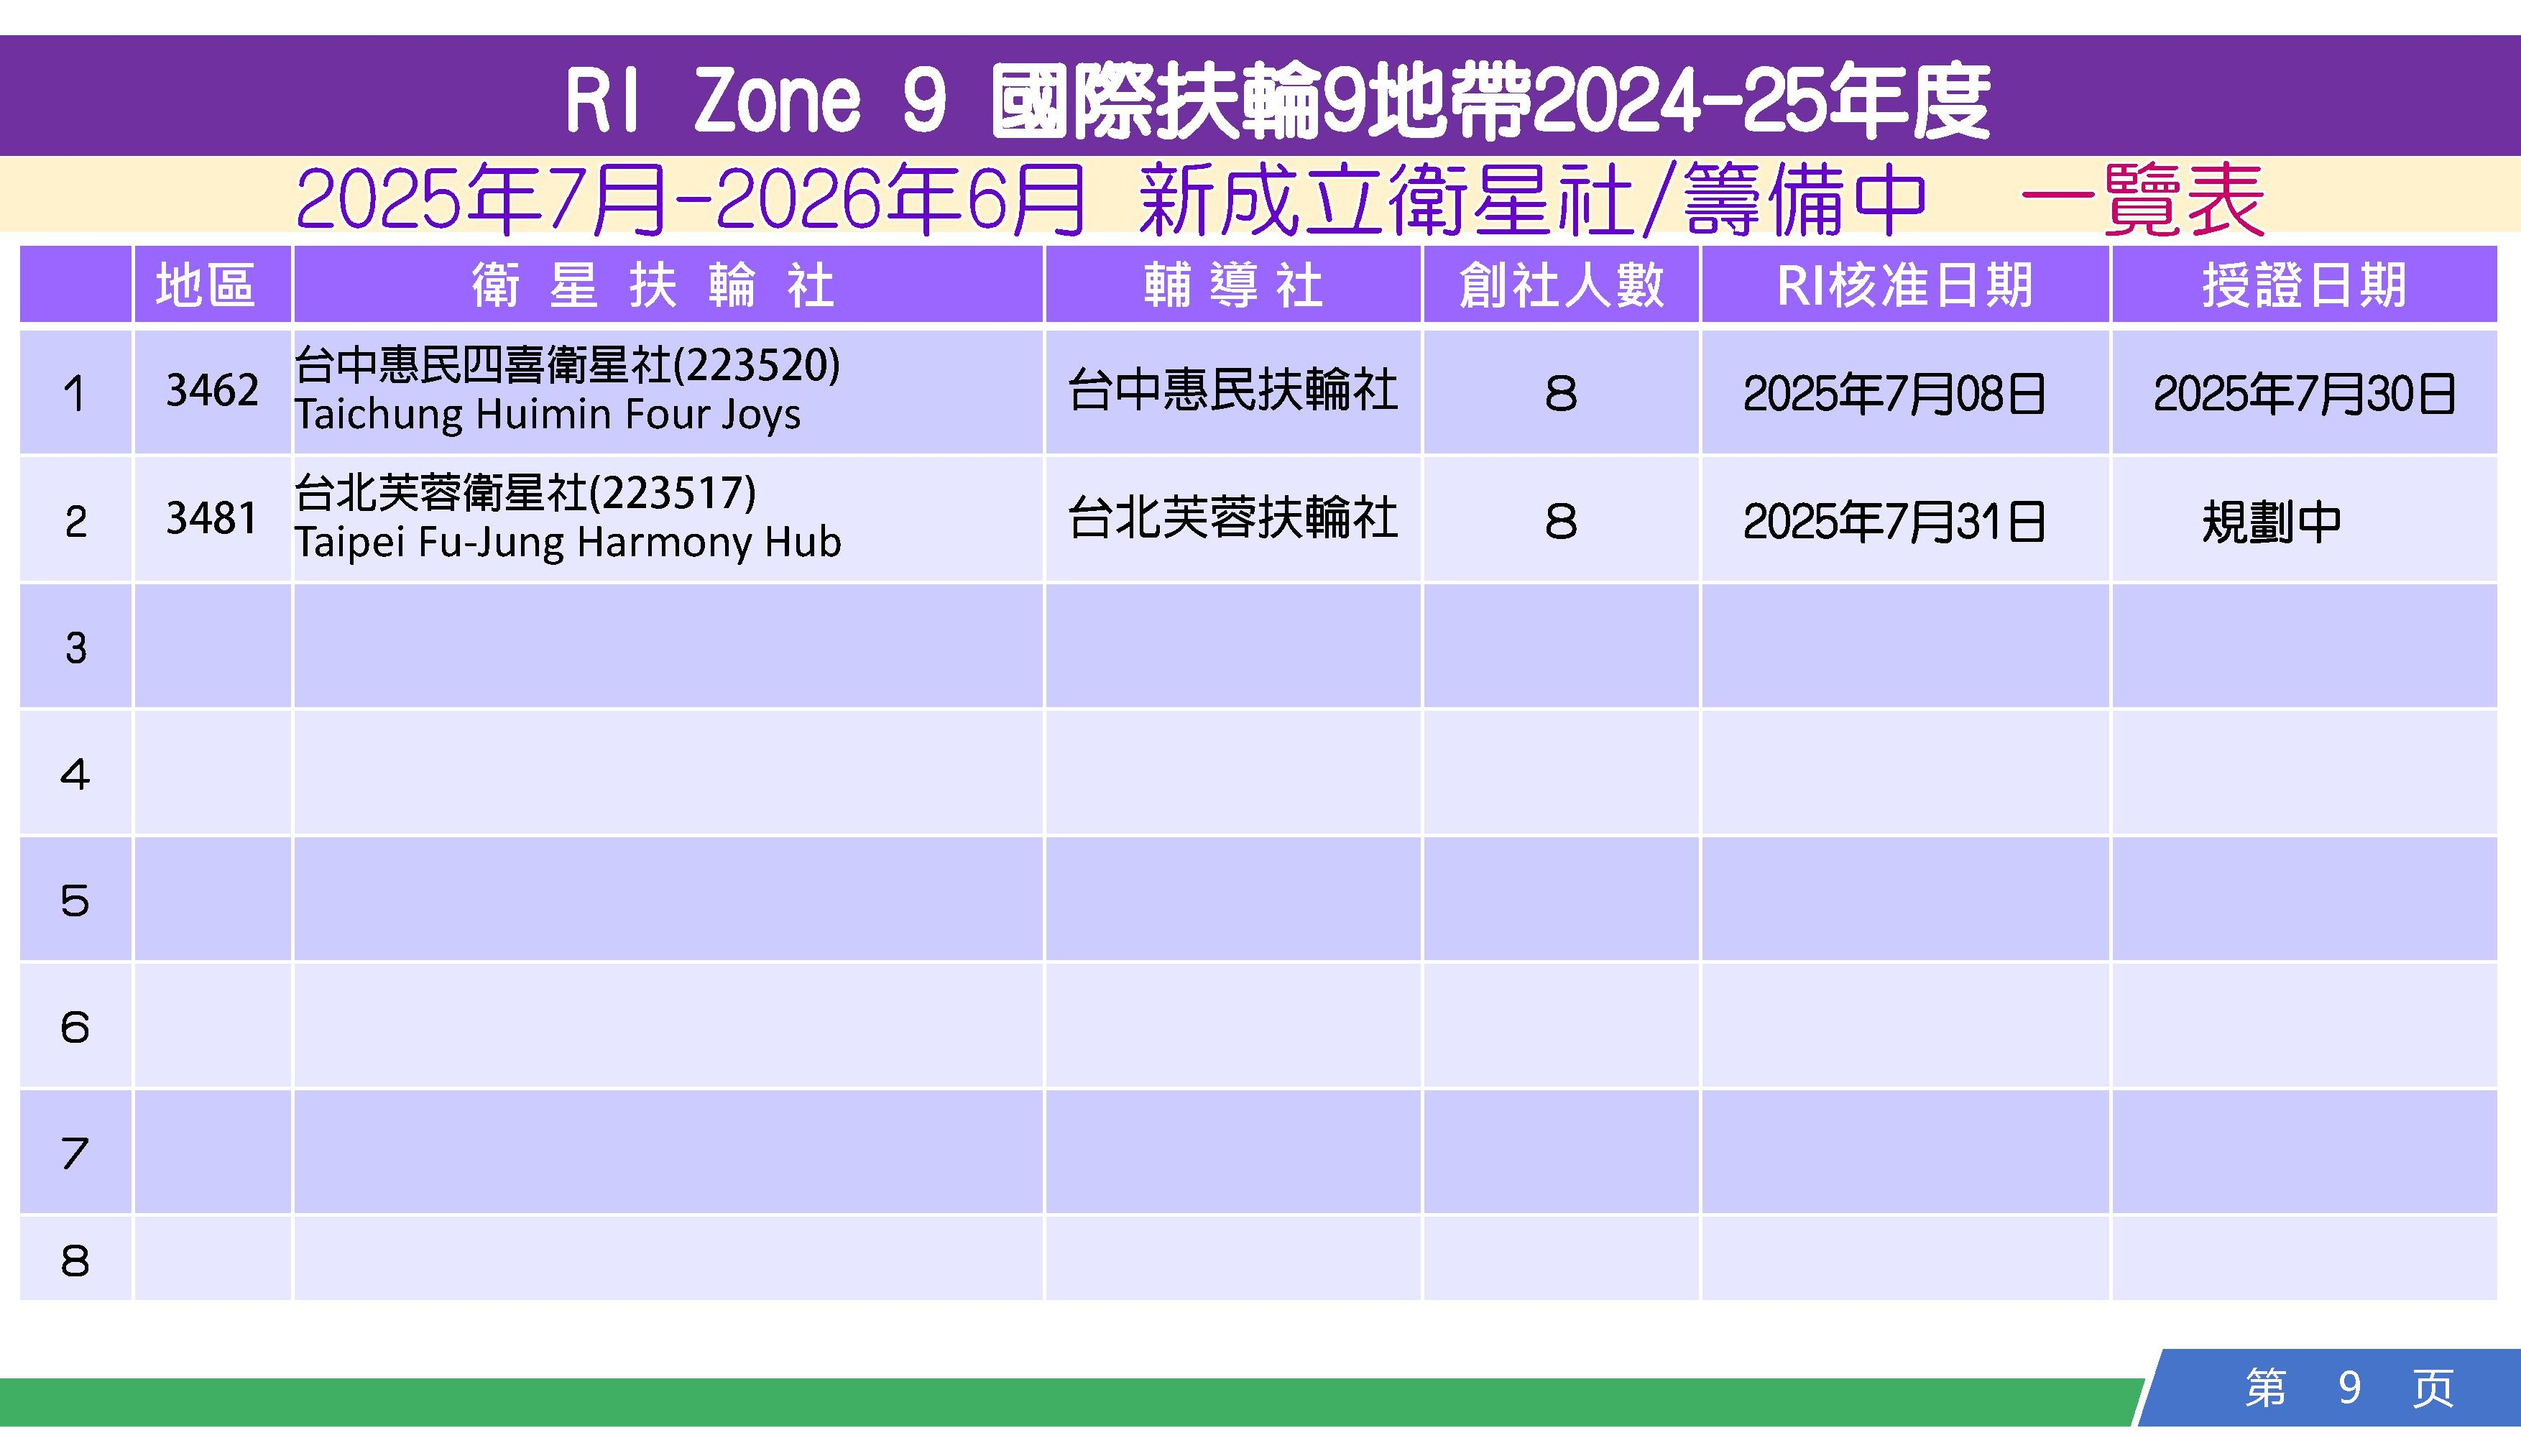 RI Zone 9 國際扶輪9地帶2024-25年度
2025年7月-2026年6月 新成立衛星社/籌備中 一覽表
地區 衛星扶輪社 輔導社 創社人數 RI核准日期 授證日期
1 3462 台中惠民四喜衛星社(223520) 台中惠民扶輪社 8 2025年7月08日 2025年7月30日
Taichung Huimin Four Joys
2 3481 台北芙蓉衛星社(223517) 台北芙蓉扶輪社 8 2025年7月31日 規劃中
Taipei Fu-Jung Harmony Hub
3
4
5
6
7
8
第 9 页